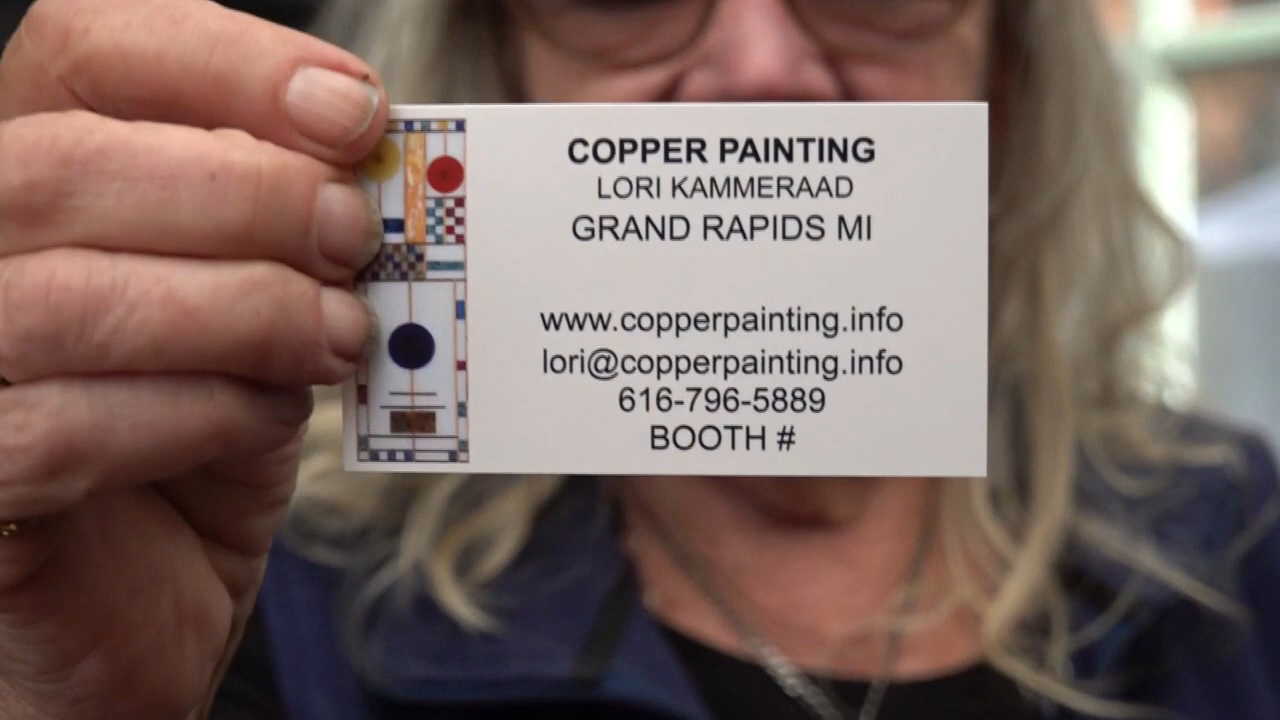 COPPER PAINTING
LORI KAMMERAAD
GRAND RAPIDS MI
www.copperpainting.info
lori@copperpainting.info
616-796-5889
BOOTH #